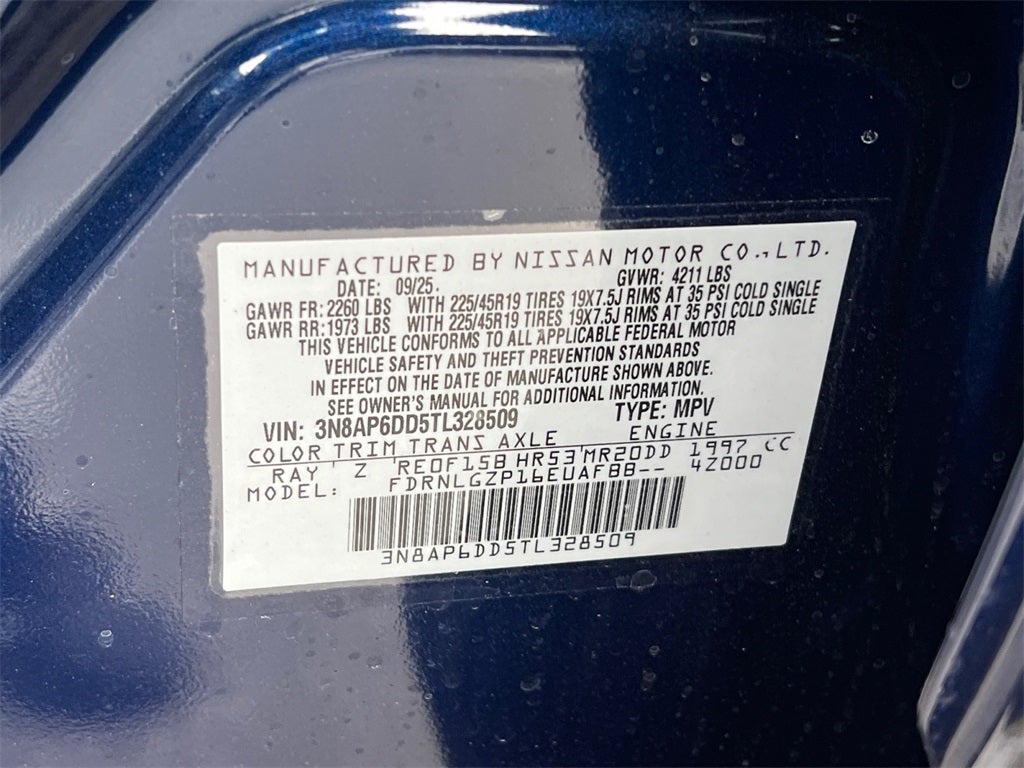 MANUFACTURED BY NISSAN MOTOR CO., LTD.
DATE: 09/25. GVWR: 4211 LBS
GAWR FR: 2260 LBS WITH 225/45R19 TIRES 19X7.5J RIMS AT 35 PSI COLD SINGLE
GAWR RR: 1973 LBS WITH 225/45R19 TIRES 19X7.5J RIMS AT 35 PSI COLD SINGLE
THIS VEHICLE CONFORMS TO ALL APPLICABLE FEDERAL MOTOR
VEHICLE SAFETY AND THEFT PREVENTION STANDARDS
IN EFFECT ON THE DATE OF MANUFACTURE SHOWN ABOVE.
SEE OWNER'S MANUAL FOR ADDITIONAL INFORMATION.
VIN: 3N8AP6DD5TL328509 TYPE: MPV
COLOR TRIM TRANS AXLE ENGINE
RAY Z RE0F15B HR53 MR20DD 1997 CC
MODEL: FDRNLGZP16EUAFBB-- 4Z000
3N8AP6DD5TL328509